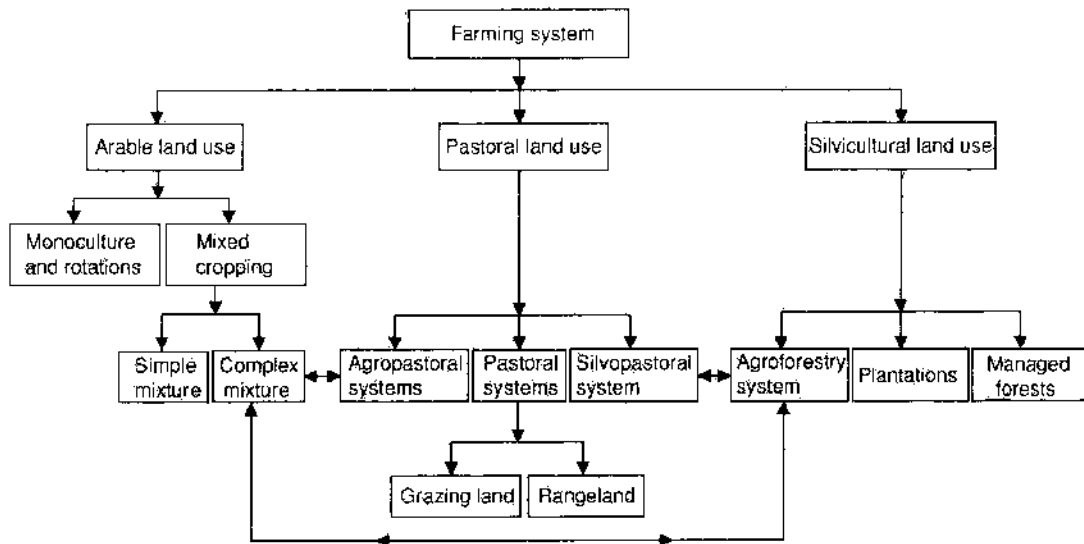 Farming system
Arable land use
Pastoral land use
Silvicultural land use
Monoculture
and rotations
Mixed
cropping
Simple
mixture
Complex
mixture
Agropastoral
systems
Pastoral
systems
Silvopastoral
system
Agroforestry
system
Plantations
Managed
forests
Grazing land
Rangeland